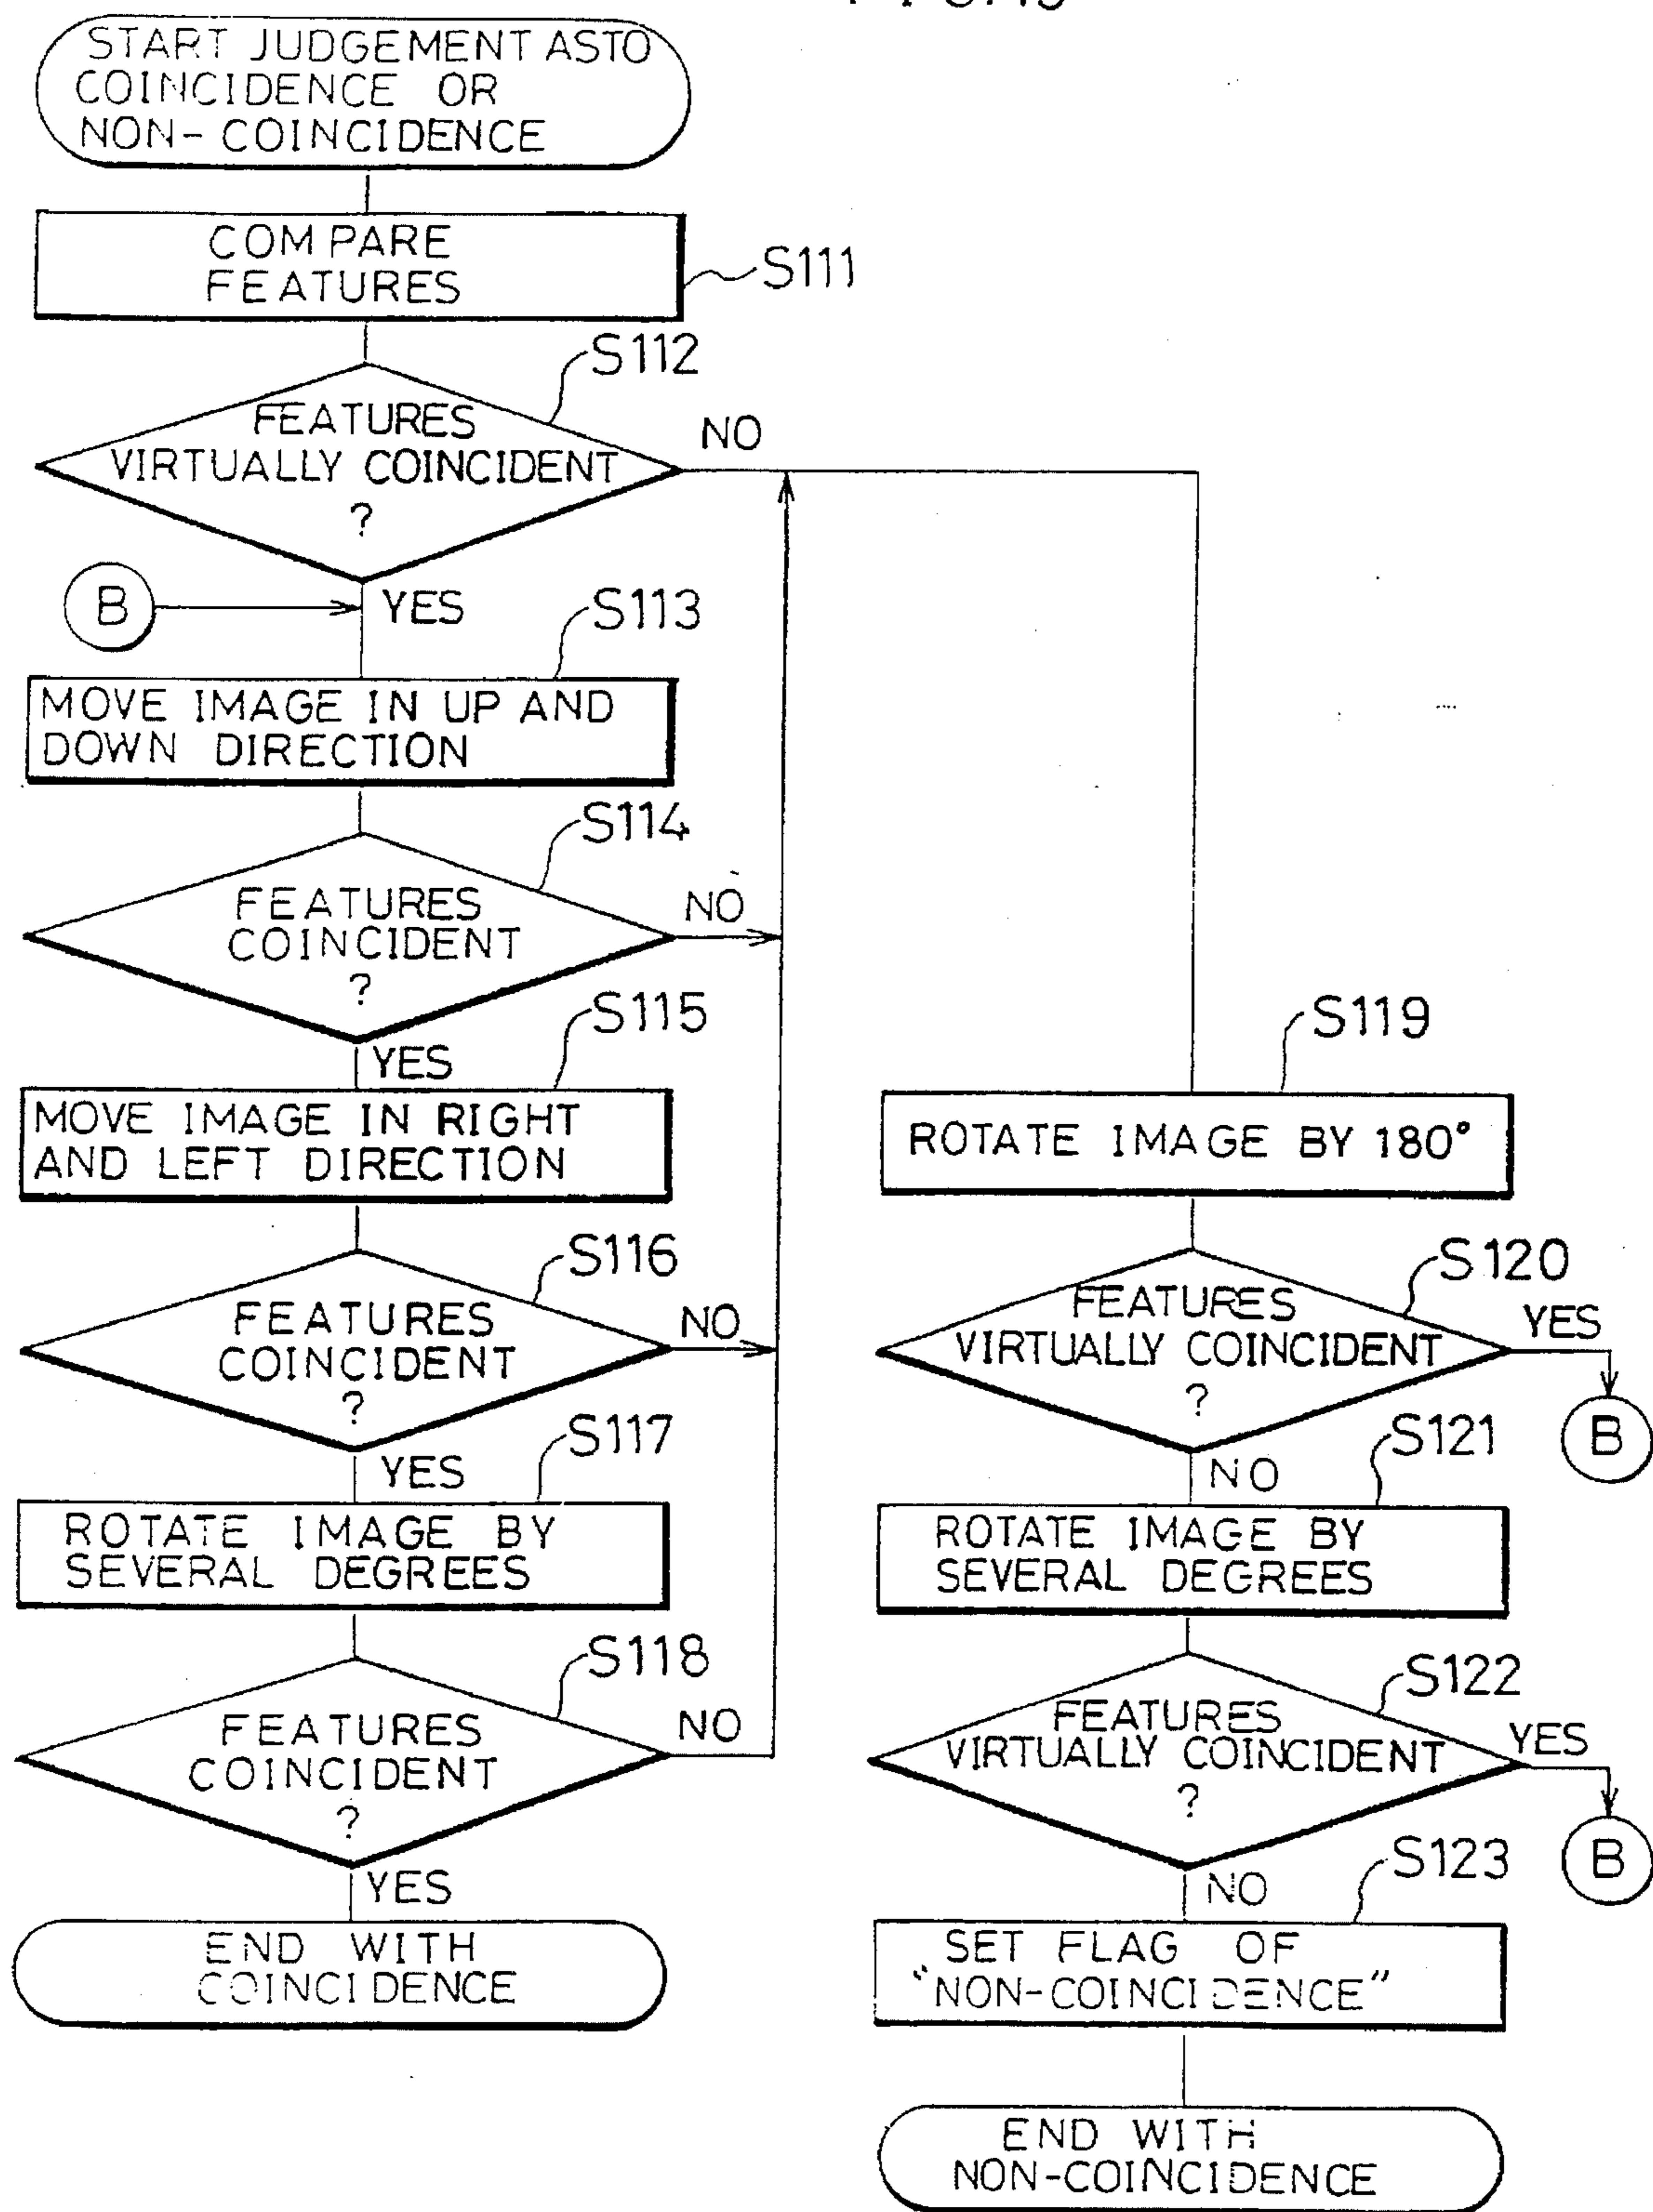 START JUDGEMENT ASTO
COINCIDENCE OR
NON-COINCIDENCE
COMPARE
FEATURES
S111
S112
FEATURES
VIRTUALLY COINCIDENT
?
NO
B
YES
S113
MOVE IMAGE IN UP AND
DOWN DIRECTION
S114
FEATURES
COINCIDENT
?
NO
YES
S115
MOVE IMAGE IN RIGHT
AND LEFT DIRECTION
S116
FEATURES
COINCIDENT
?
NO
YES
S117
ROTATE IMAGE BY
SEVERAL DEGREES
S118
FEATURES
COINCIDENT
?
NO
YES
END WITH
COINCIDENCE
S119
ROTATE IMAGE BY 180°
S120
FEATURES
VIRTUALLY COINCIDENT
?
YES
B
NO
S121
ROTATE IMAGE BY
SEVERAL DEGREES
S122
FEATURES
VIRTUALLY COINCIDENT
?
YES
B
NO
S123
SET FLAG OF
"NON-COINCIDENCE"
END WITH
NON-COINCIDENCE